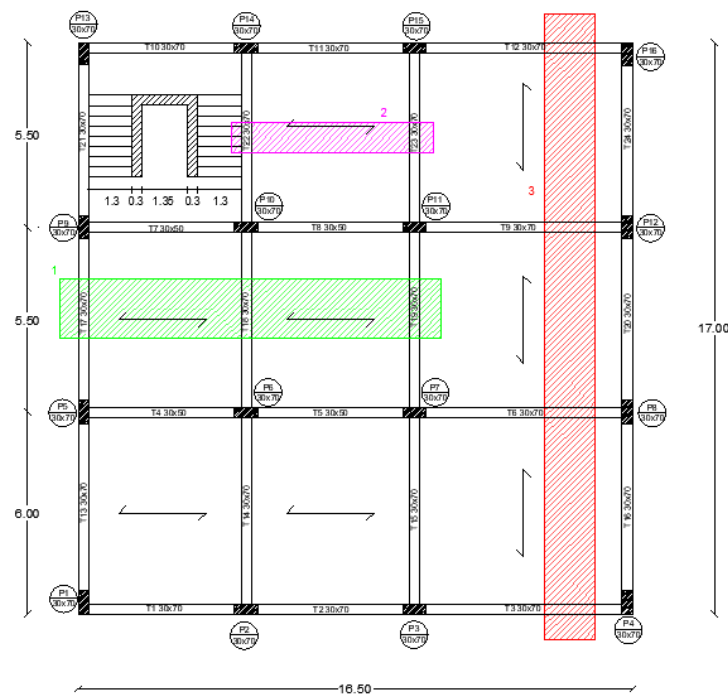 P13
30x70
P14
30x70
P15
30x70
T10 30x70
T11 30x70
T12 30x70
P16
30x70
5.50
T21 30x70
T22 30x70
2
T23 30x70
T24 30x70
3
1.3
0.3
1.35
0.3
1.3
P10
30x70
P11
30x70
P9
30x70
T7 30x50
T8 30x50
T9 30x70
P12
30x70
1
5.50
T17 30x70
T18 30x70
T19 30x70
T20 30x70
17.00
P6
30x70
P7
30x70
P5
30x70
T4 30x50
T5 30x50
T6 30x70
P8
30x70
6.00
T13 30x70
T14 30x70
T15 30x70
T16 30x70
P1
30x70
T1 30x70
T2 30x70
T3 30x70
P2
30x70
P3
30x70
P4
30x70
16.50